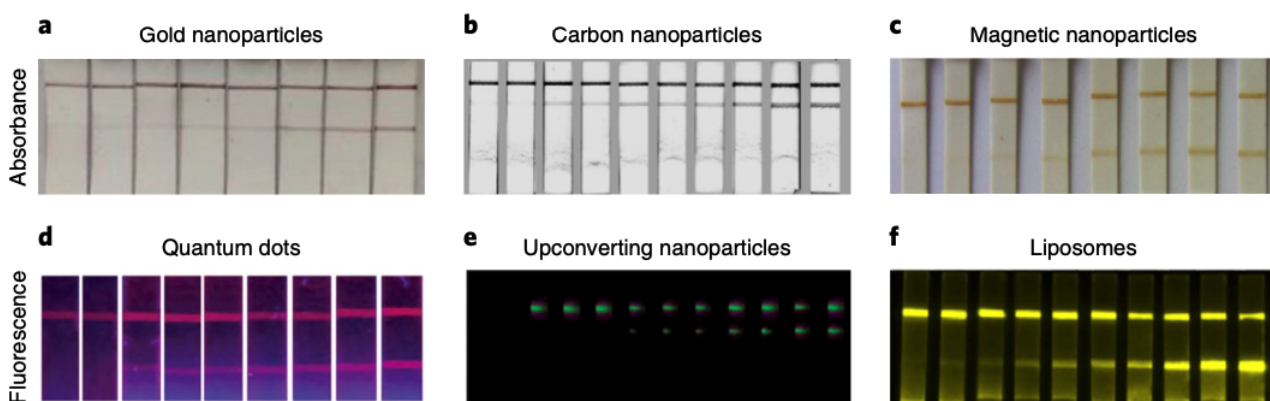 a
Gold nanoparticles
b
Carbon nanoparticles
c
Magnetic nanoparticles
Absorbance
d
Quantum dots
e
Upconverting nanoparticles
f
Liposomes
Fluorescence